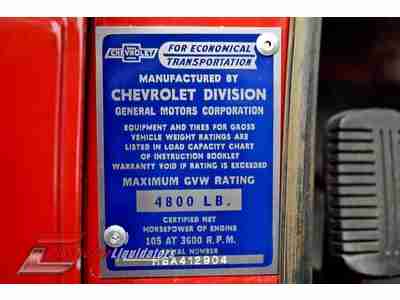 CHEVROLET
FOR ECONOMICAL
TRANSPORTATION
MANUFACTURED BY
CHEVROLET DIVISION
GENERAL MOTORS CORPORATION
EQUIPMENT AND TIRES FOR GROSS
VEHICLE WEIGHT RATINGS ARE
LISTED IN LOAD CAPACITY CHART
OF INSTRUCTION BOOKLET
WARRANTY VOID IF RATING IS EXCEEDED
MAXIMUM GVW RATING
4800 LB.
CERTIFIED NET
HORSEPOWER OF ENGINE
105 AT 3600 R.P.M.
NUMBER
Liquidators